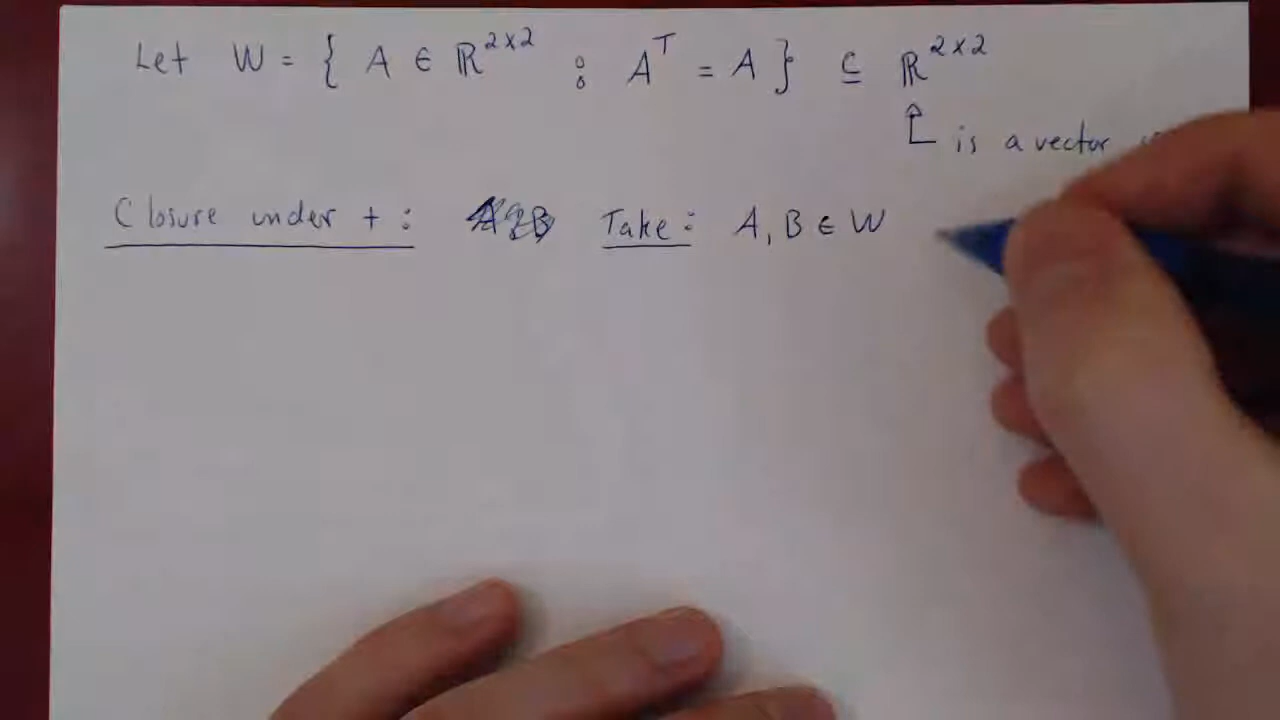 Let W = { A ∈ ℝ^{2×2} : A^T = A } ⊆ ℝ^{2×2}
is a vector
Closure under + : Take: A, B ∈ W